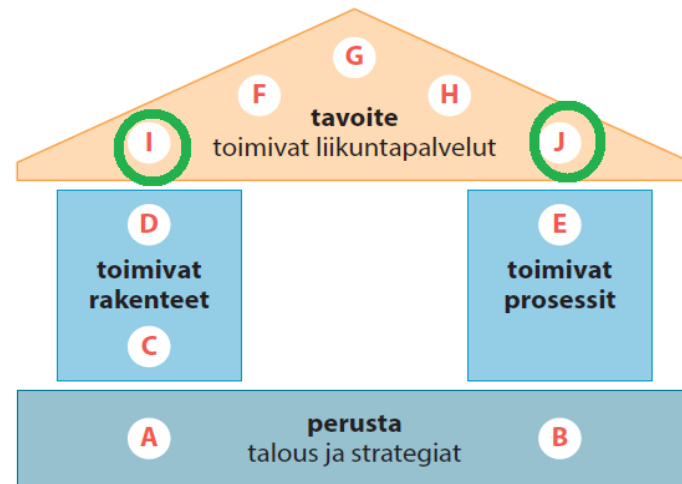 G
F H
tavoite
I J
toimivat liikuntapalvelut
D E
toimivat toimivat
rakenteet prosessit
C
perusta
A B
talous ja strategiat